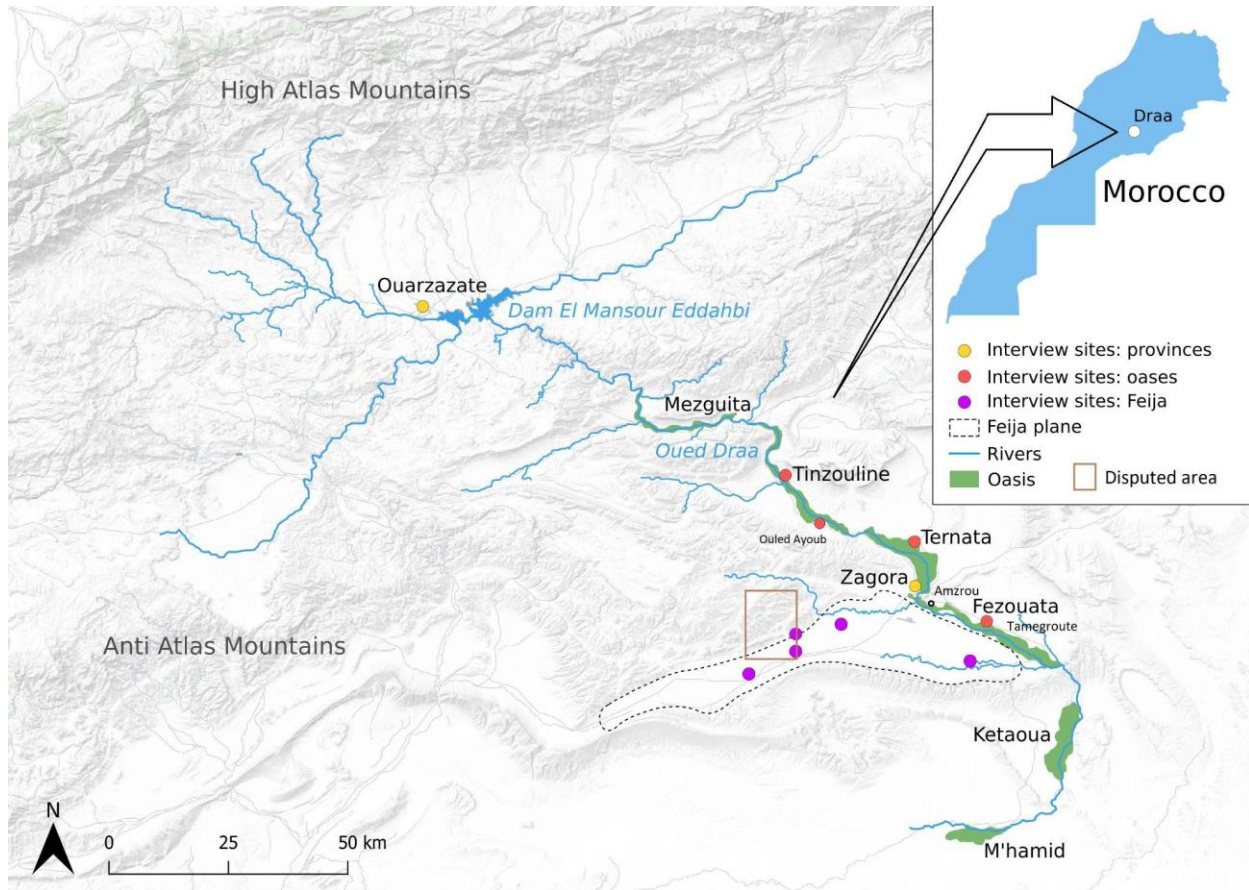 High Atlas Mountains
Draa
Morocco
Ouarzazate
Dam El Mansour Eddahbi
Interview sites: provinces
Interview sites: oases
Interview sites: Feija
Feija plane
Rivers
Oasis
Disputed area
Mezguita
Oued Draa
Tinzouline
Ouled Ayoub
Ternata
Zagora
Amzrou
Fezouata
Tamegroute
Anti Atlas Mountains
Ketaoua
M'hamid
N
0 25 50 km